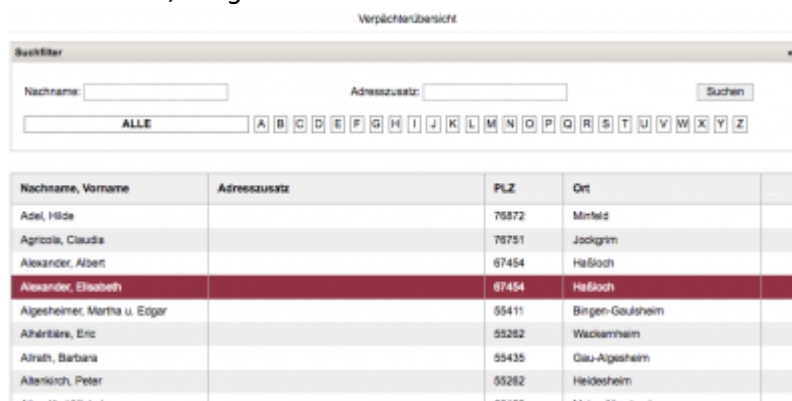 Verpächterübersicht
Suchfilter
Nachname:
Adresszusatz:
Suchen
ALLE A B C D E F G H I J K L M N O P Q R S T U V W X Y Z
Nachname, Vorname Adresszusatz PLZ Ort
Adel, Hilde 76872 Minfeld
Agricola, Claudia 76751 Jockgrim
Alexander, Albert 67454 Haßloch
Alexander, Elisabeth 67454 Haßloch
Algesheimer, Martha u. Edgar 55411 Bingen-Gaulsheim
Alhéritière, Eric 55262 Wackernheim
Allrath, Barbara 55435 Gau-Algesheim
Altenkirch, Peter 55262 Heidesheim